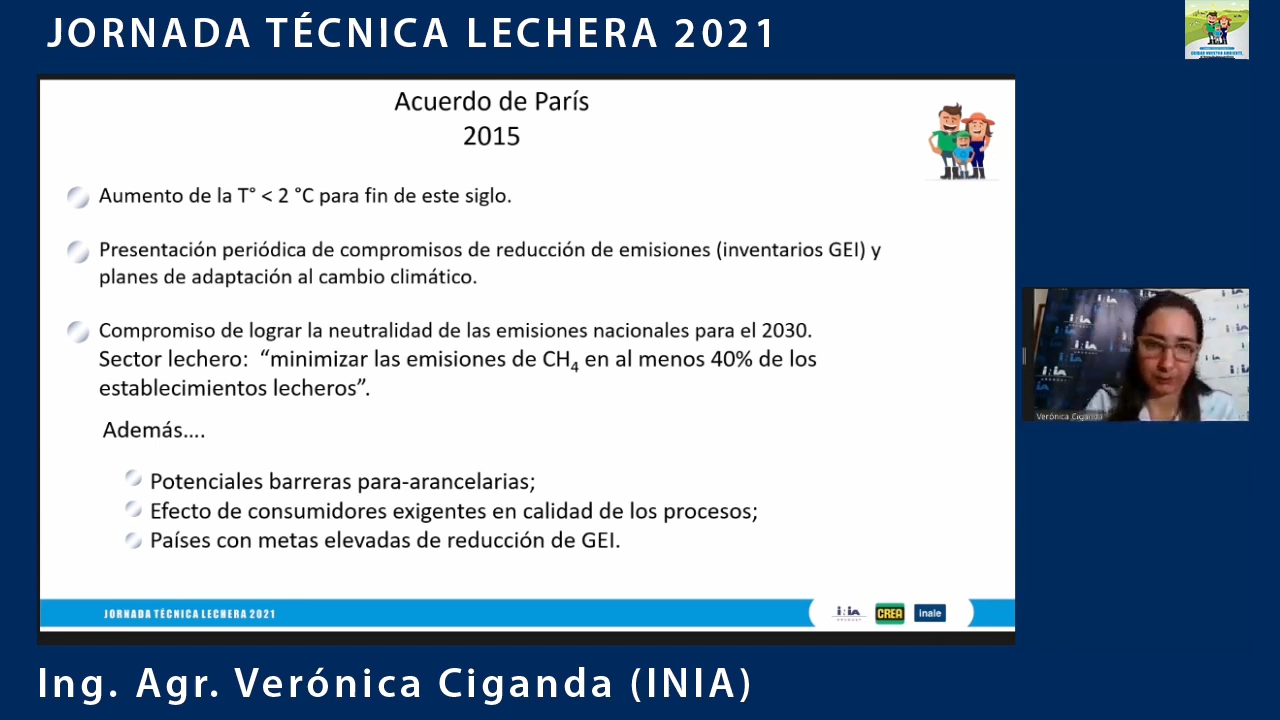 JORNADA TÉCNICA LECHERA 2021
Acuerdo de París
2015
Aumento de la T° < 2 °C para fin de este siglo.
Presentación periódica de compromisos de reducción de emisiones (inventarios GEI) y
planes de adaptación al cambio climático.
Compromiso de lograr la neutralidad de las emisiones nacionales para el 2030.
Sector lechero: “minimizar las emisiones de CH₄ en al menos 40% de los
establecimientos lecheros”.
Además....
Potenciales barreras para-arancelarias;
Efecto de consumidores exigentes en calidad de los procesos;
Países con metas elevadas de reducción de GEI.
Verónica Ciganda
JORNADA TÉCNICA LECHERA 2021
inia
URUGUAY
CREA
inale
Ing. Agr. Verónica Ciganda (INIA)